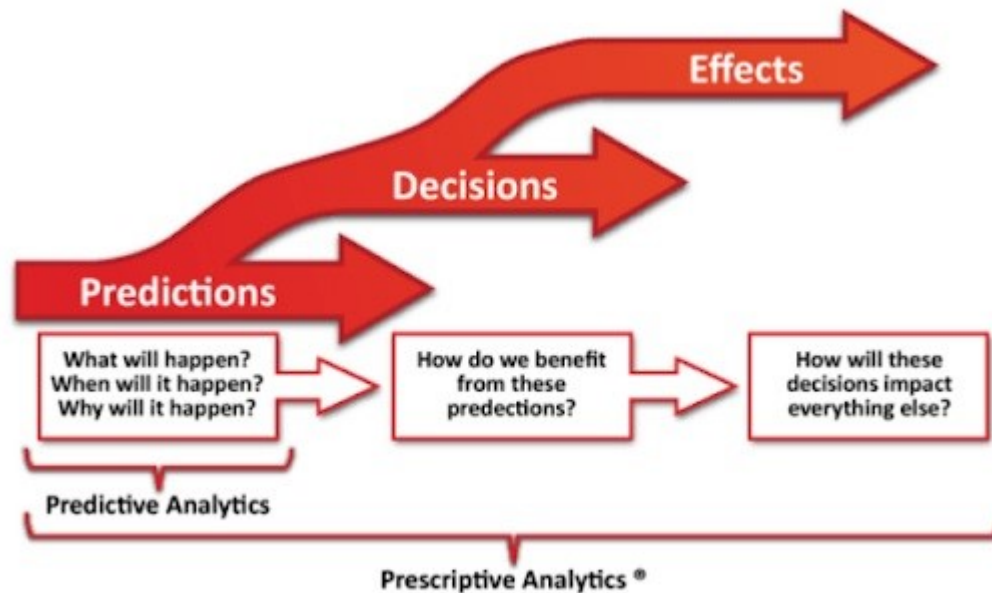 Effects
Decisions
Predictions
What will happen?
When will it happen?
Why will it happen?
How do we benefit
from these
predections?
How will these
decisions impact
everything else?
Predictive Analytics
Prescriptive Analytics ®